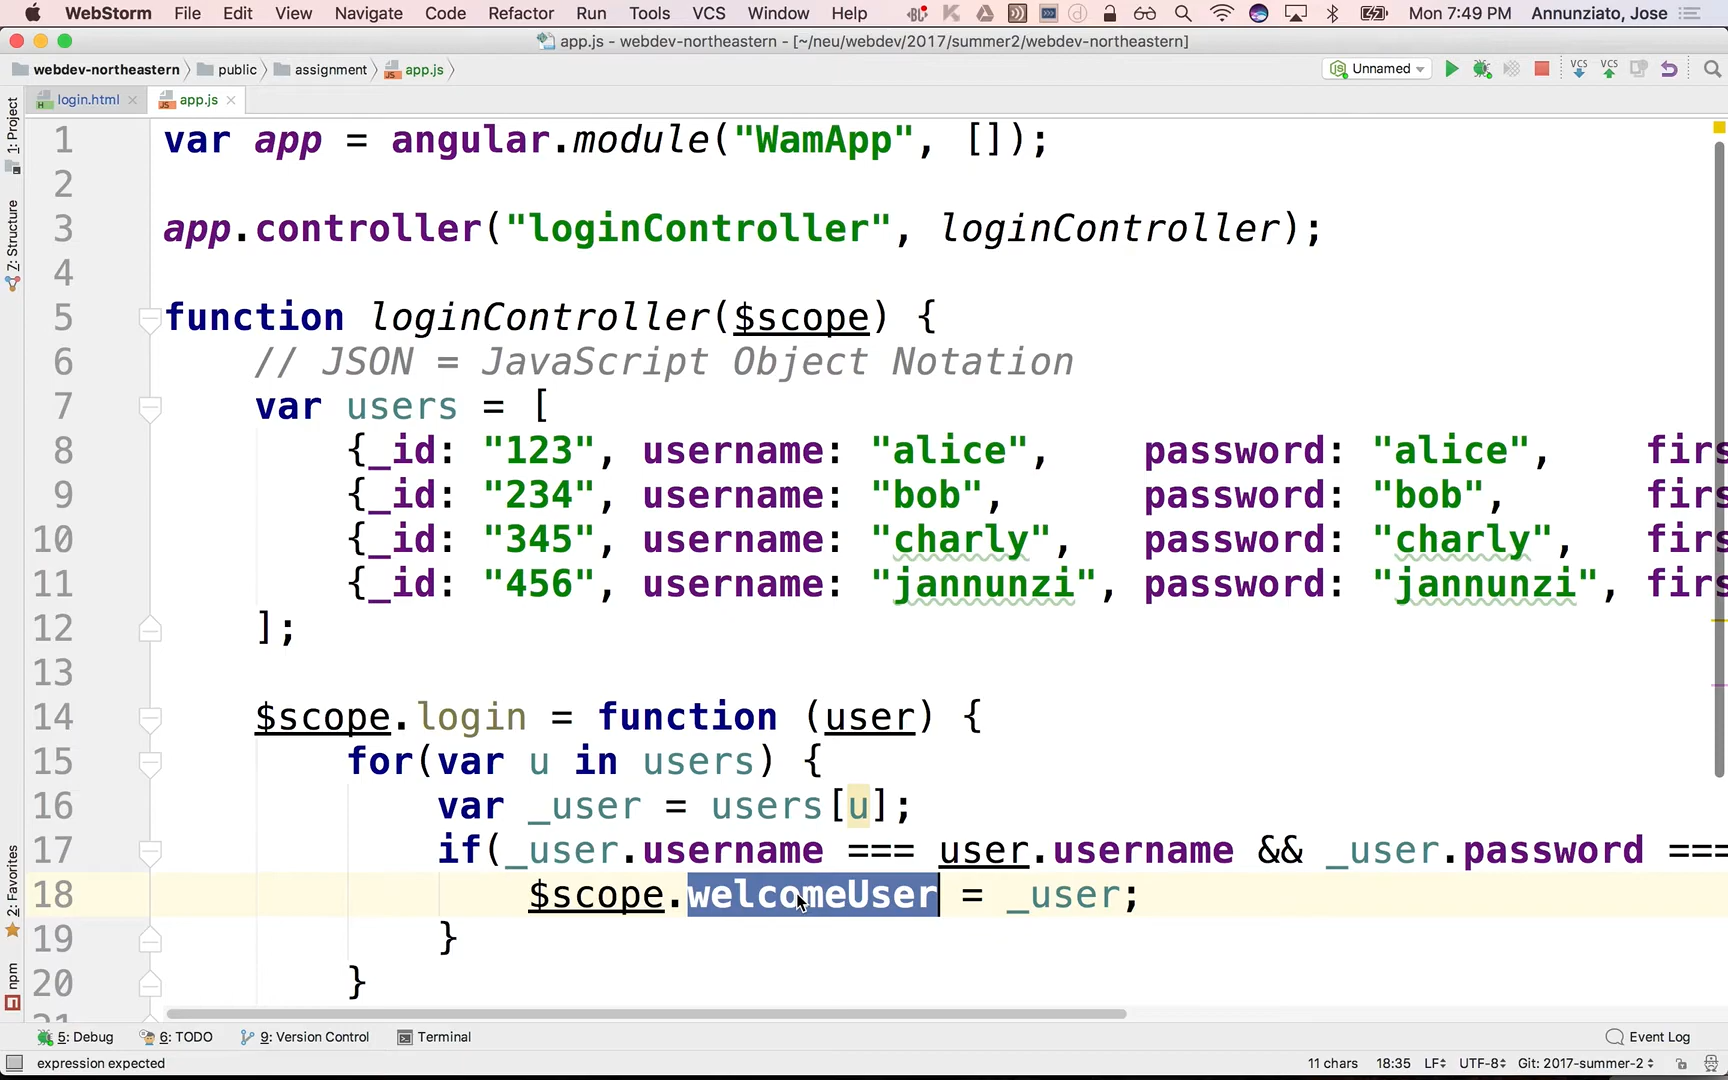 WebStorm File Edit View Navigate Code Refactor Run Tools VCS Window Help Mon 7:49 PM Annunziato, Jose
app.js - webdev-northeastern - [~/neu/webdev/2017/summer2/webdev-northeastern]
webdev-northeastern public assignment app.js Unnamed VCS VCS
login.html app.js
1: Project
7: Structure
2: Favorites
npm
1 var app = angular.module("WamApp", []);
2
3 app.controller("loginController", loginController);
4
5 function loginController($scope) {
6 // JSON = JavaScript Object Notation
7 var users = [
8 {_id: "123", username: "alice", password: "alice", firs
9 {_id: "234", username: "bob", password: "bob", firs
10 {_id: "345", username: "charly", password: "charly", firs
11 {_id: "456", username: "jannunzi", password: "jannunzi", firs
12 ];
13
14 $scope.login = function (user) {
15 for(var u in users) {
16 var _user = users[u];
17 if(_user.username === user.username && _user.password ===
18 $scope.welcomeUser = _user;
19 }
20 }
5: Debug 6: TODO 9: Version Control Terminal Event Log
expression expected 11 chars 18:35 LF UTF-8 Git: 2017-summer-2